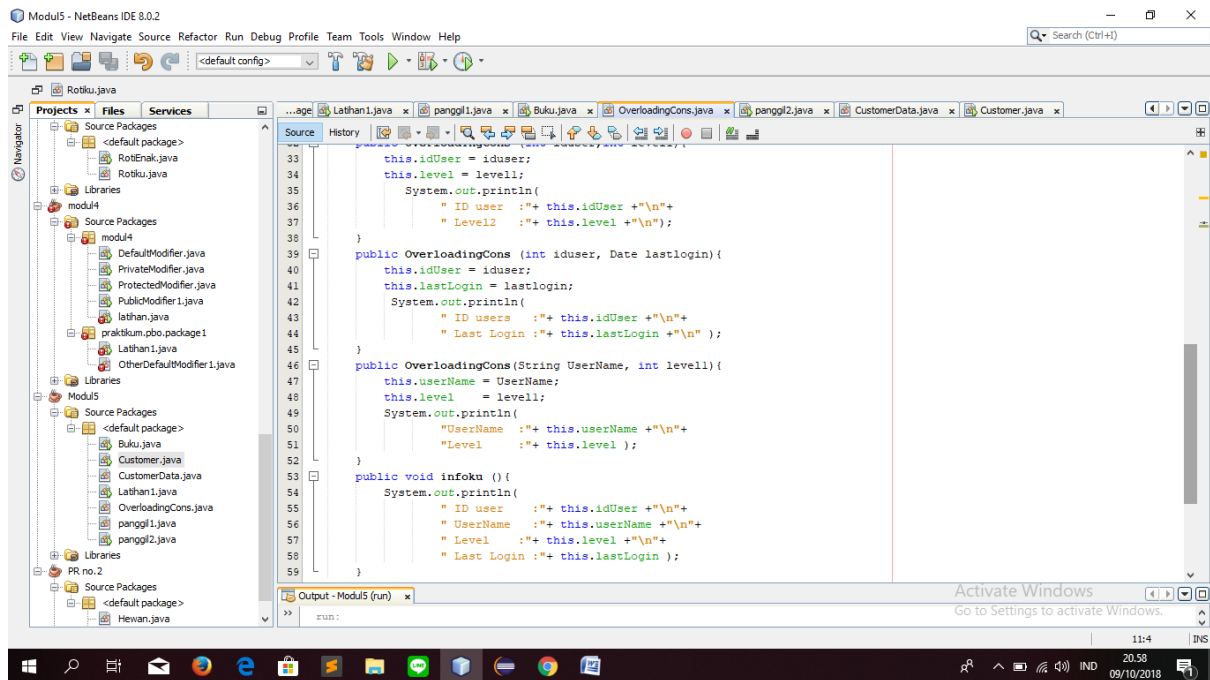 Modul5 - NetBeans IDE 8.0.2
File Edit View Navigate Source Refactor Run Debug Profile Team Tools Window Help
Search (Ctrl+I)
<default config>
Rotiku.java
Projects Files Services
Navigator
Source Packages
<default package>
RotiEnak.java
Rotiku.java
Libraries
modul4
Source Packages
modul4
DefaultModifier.java
PrivateModifier.java
ProtectedModifier.java
PublicModifier1.java
latihan.java
praktikum.pbo.package1
Latihan1.java
OtherDefaultModifier1.java
Libraries
Modul5
Source Packages
<default package>
Buku.java
Customer.java
CustomerData.java
Latihan1.java
OverloadingCons.java
panggil1.java
panggil2.java
Libraries
PR no.2
Source Packages
<default package>
Hewan.java
...age Latihan1.java panggil1.java Buku.java OverloadingCons.java panggil2.java CustomerData.java Customer.java
Source History
32 public OverloadingCons (int iduser,int level1){
33 this.idUser = iduser;
34 this.level = level1;
35 System.out.println(
36 " ID user :"+ this.idUser +"\n"+
37 " Level2 :"+ this.level +"\n");
38 }
39 public OverloadingCons (int iduser, Date lastlogin){
40 this.idUser = iduser;
41 this.lastLogin = lastlogin;
42 System.out.println(
43 " ID users :"+ this.idUser +"\n"+
44 " Last Login :"+ this.lastLogin +"\n" );
45 }
46 public OverloadingCons(String UserName, int level1){
47 this.userName = UserName;
48 this.level = level1;
49 System.out.println(
50 "UserName :"+ this.userName +"\n"+
51 "Level :"+ this.level );
52 }
53 public void infoku (){
54 System.out.println(
55 " ID user :"+ this.idUser +"\n"+
56 " UserName :"+ this.userName +"\n"+
57 " Level :"+ this.level +"\n"+
58 " Last Login :"+ this.lastLogin );
59 }
Output - Modul5 (run)
run:
Activate Windows
Go to Settings to activate Windows.
11:4 INS
IND
20.58
09/10/2018